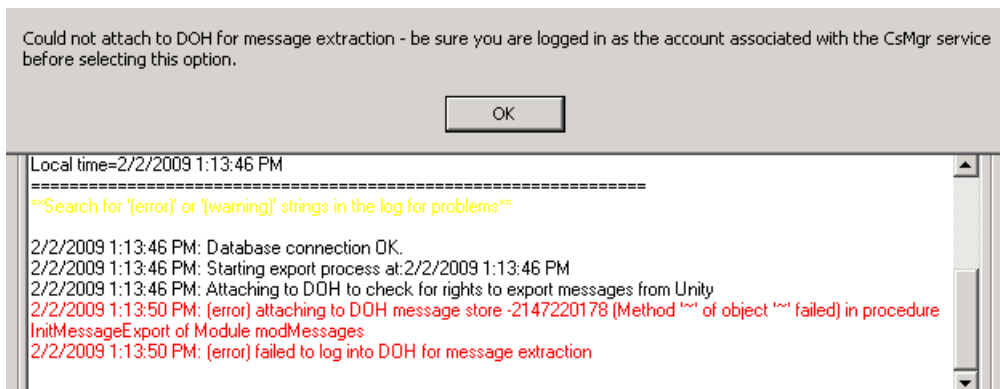 Could not attach to DOH for message extraction - be sure you are logged in as the account associated with the CsMgr service
before selecting this option.
OK
Local time=2/2/2009 1:13:46 PM
================================================================
**Search for '(error)' or '(warning)' strings in the log for problems**
2/2/2009 1:13:46 PM: Database connection OK.
2/2/2009 1:13:46 PM: Starting export process at:2/2/2009 1:13:46 PM
2/2/2009 1:13:46 PM: Attaching to DOH to check for rights to export messages from Unity
2/2/2009 1:13:50 PM: (error) attaching to DOH message store -2147220178 (Method '~' of object '~' failed) in procedure
InitMessageExport of Module modMessages
2/2/2009 1:13:50 PM: (error) failed to log into DOH for message extraction